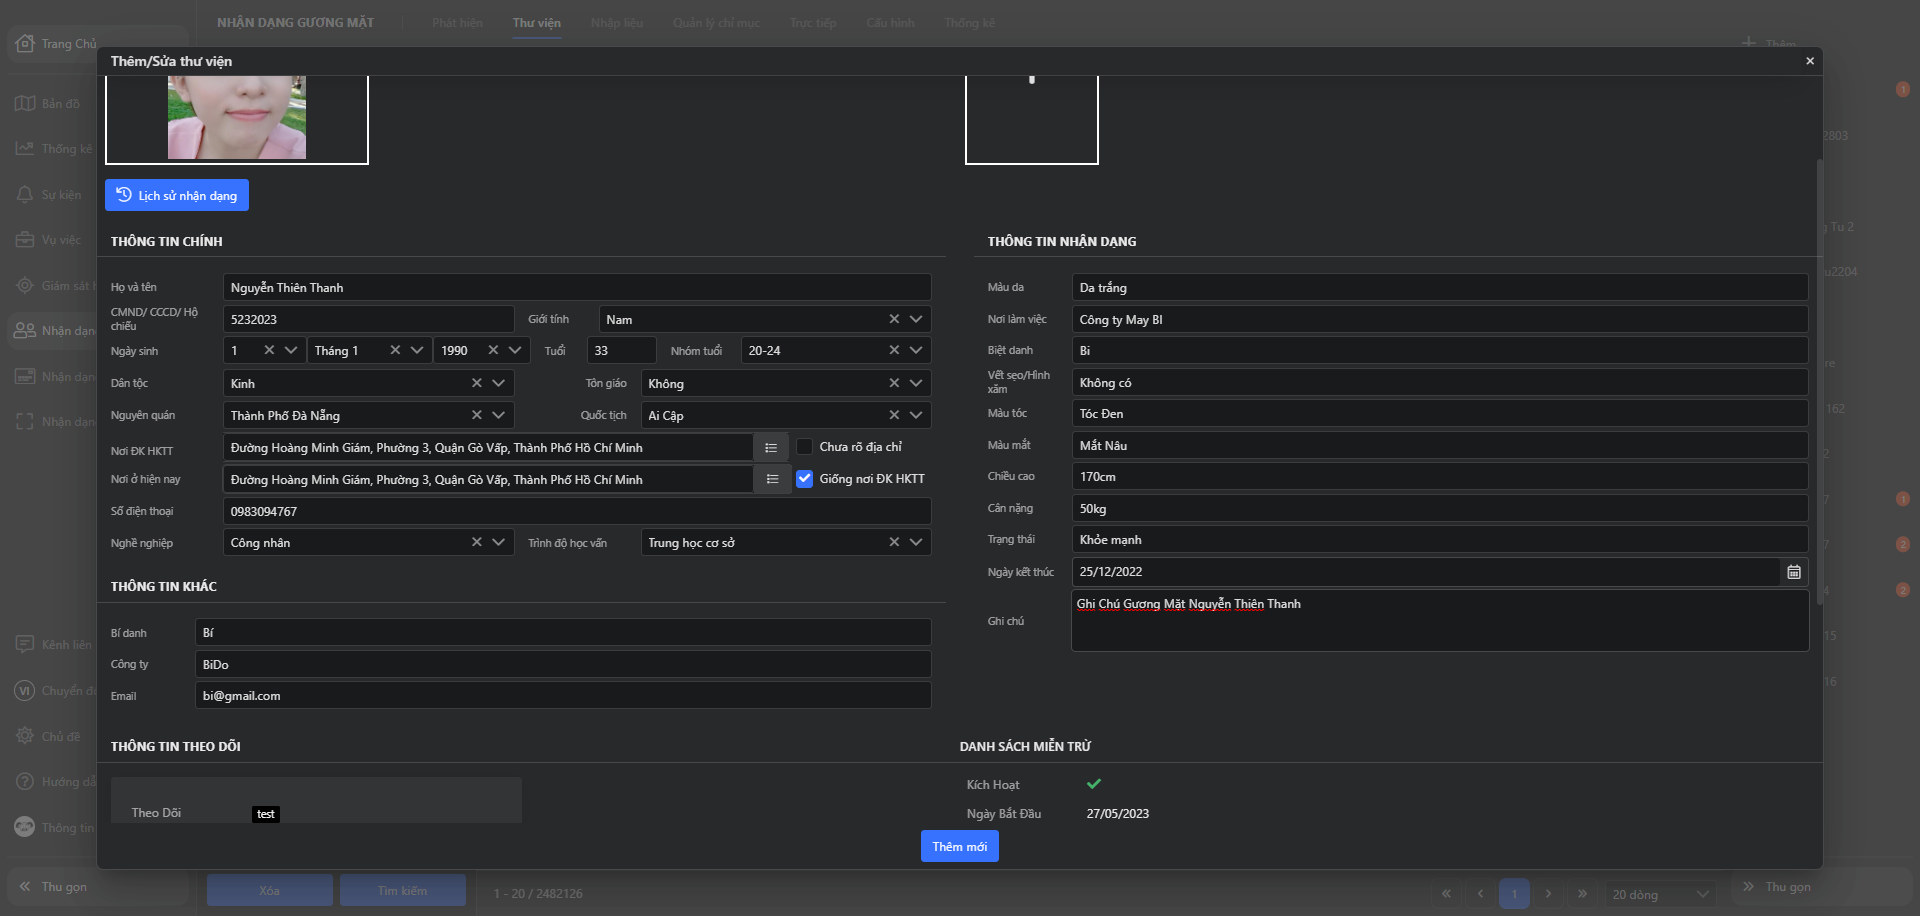 NHẬN DẠNG GƯƠNG MẶT
Phát hiện
Thư viện
Nhập liệu
Quản lý chỉ mục
Trực tiếp
Cấu hình
Thống kê
Trang Chủ
Thêm
Thêm/Sửa thư viện
Bản đồ
1
Thống kê
2803
Sự kiện
Lịch sử nhận dạng
Vụ việc
g Tu 2
THÔNG TIN CHÍNH
THÔNG TIN NHẬN DẠNG
Giám sát
u2204
Họ và tên
Nguyễn Thiên Thanh
Màu da
Da trắng
CMND/ CCCD/ Hộ
chiếu
5232023
Giới tính
Nam
Nơi làm việc
Công ty May BI
Nhận dạn
Ngày sinh
1
Tháng 1
1990
Tuổi
33
Nhóm tuổi
20-24
Biệt danh
Bi
re
Nhận dạn
Dân tộc
Kinh
Tôn giáo
Không
Vết sẹo/Hình
xăm
Không có
Nguyên quán
Thành Phố Đà Nẵng
Quốc tịch
Ai Cập
Màu tóc
Tóc Đen
162
Nhận dạn
Nơi ĐK HKTT
Đường Hoàng Minh Giám, Phường 3, Quận Gò Vấp, Thành Phố Hồ Chí Minh
Chưa rõ địa chỉ
Màu mắt
Mắt Nâu
2
Nơi ở hiện nay
Đường Hoàng Minh Giám, Phường 3, Quận Gò Vấp, Thành Phố Hồ Chí Minh
Giống nơi ĐK HKTT
Chiều cao
170cm
7
1
Số điện thoại
0983094767
Cân nặng
50kg
Nghề nghiệp
Công nhân
Trình độ học vấn
Trung học cơ sở
Trạng thái
Khỏe mạnh
7
2
Ngày kết thúc
25/12/2022
THÔNG TIN KHÁC
4
2
Ghi chú
Ghi Chú Gương Mặt Nguyễn Thiên Thanh
Bí danh
Bí
15
Kênh liên
Công ty
BiDo
Email
bi@gmail.com
16
VI
Chuyển đ
Chủ đề
THÔNG TIN THEO DÕI
DANH SÁCH MIỄN TRỪ
Hướng dẫ
Kích Hoạt
Theo Dõi
test
Ngày Bắt Đầu
27/05/2023
Thông tin
Thêm mới
Thu gọn
Xóa
Tìm kiếm
1 - 20 / 2482126
1
20 dòng
Thu gọn